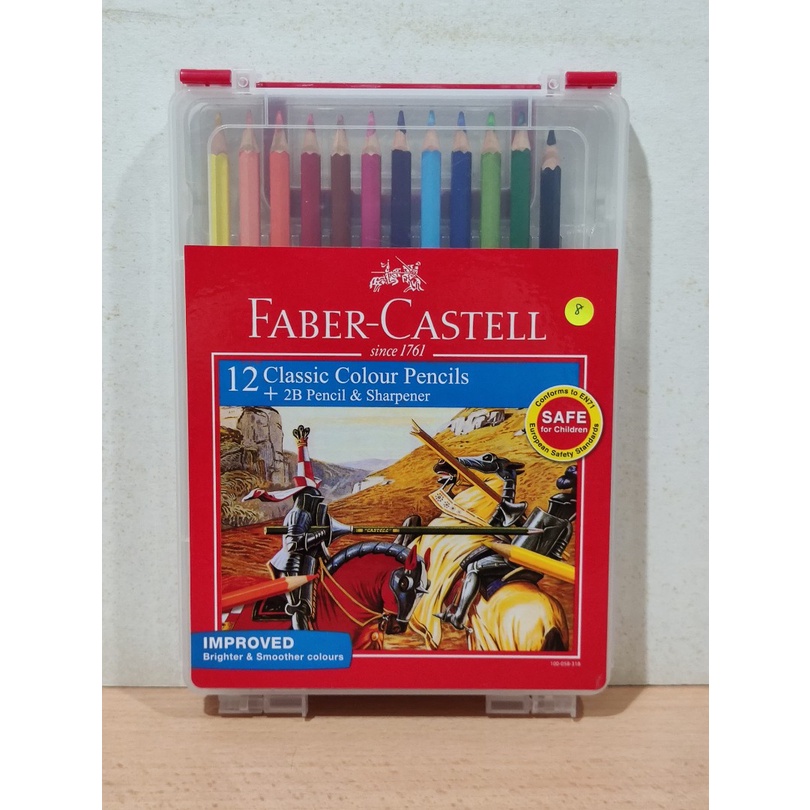 FABER-CASTELL
8
since 1761
12 Classic Colour Pencils
+ 2B Pencil & Sharpener
Conforms to EN71
SAFE
for Children
European Safety Standards
"CASTELL"
IMPROVED
Brighter & Smoother colours